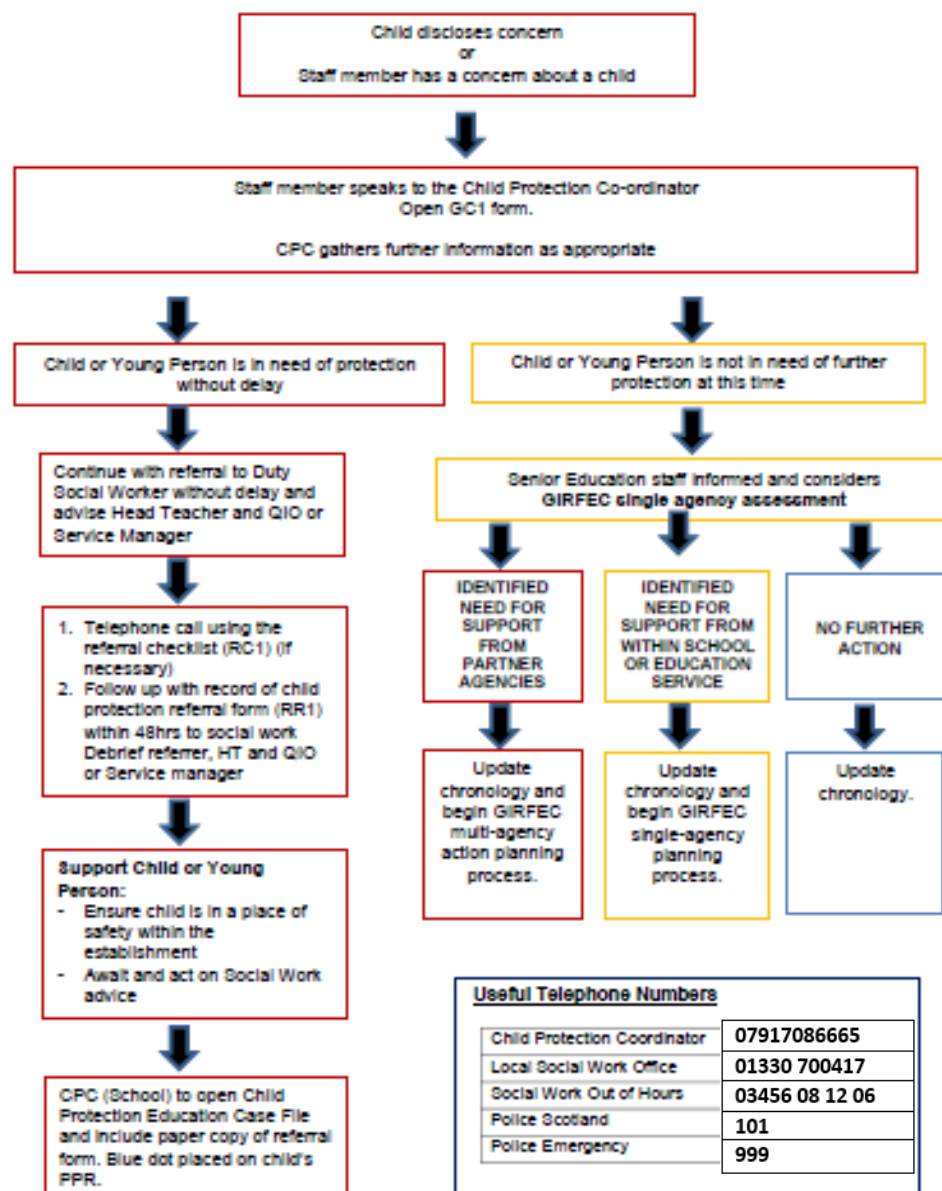 Child discloses concern
or
Staff member has a concern about a child
Staff member speaks to the Child Protection Co-ordinator
Open GC1 form.
CPC gathers further information as appropriate
Child or Young Person is in need of protection
without delay
Child or Young Person is not in need of further
protection at this time
Continue with referral to Duty
Social Worker without delay and
advise Head Teacher and QIO or
Service Manager
Senior Education staff informed and considers
GIRFEC single agency assessment
1. Telephone call using the
referral checklist (RC1) (if
necessary)
2. Follow up with record of child
protection referral form (RR1)
within 48hrs to social work
Debrief referrer, HT and QIO
or Service manager
IDENTIFIED
NEED FOR
SUPPORT
FROM
PARTNER
AGENCIES
IDENTIFIED
NEED FOR
SUPPORT FROM
WITHIN SCHOOL
OR EDUCATION
SERVICE
NO FURTHER
ACTION
Update
chronology and
begin GIRFEC
multi-agency
action planning
process.
Update
chronology and
begin GIRFEC
single-agency
planning
process.
Update
chronology.
Support Child or Young
Person:
- Ensure child is in a place of
safety within the
establishment
- Await and act on Social Work
advice
CPC (School) to open Child
Protection Education Case File
and include paper copy of referral
form. Blue dot placed on child's
PPR.
Useful Telephone Numbers
Child Protection Coordinator 07917086665
Local Social Work Office 01330 700417
Social Work Out of Hours 03456 08 12 06
Police Scotland 101
Police Emergency 999